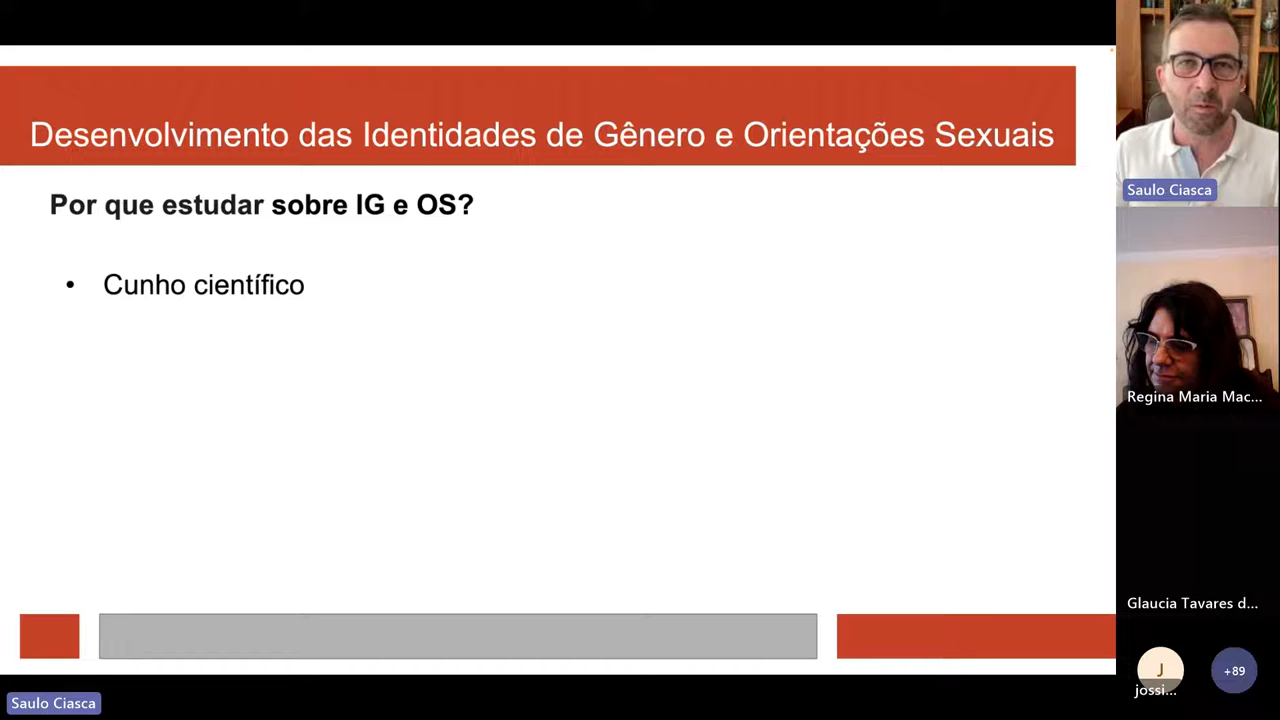 Desenvolvimento das Identidades de Gênero e Orientações Sexuais
Por que estudar sobre IG e OS?
• Cunho científico
Saulo Ciasca
Regina Maria Mac...
Glaucia Tavares d...
J
jossi...
+89
Saulo Ciasca